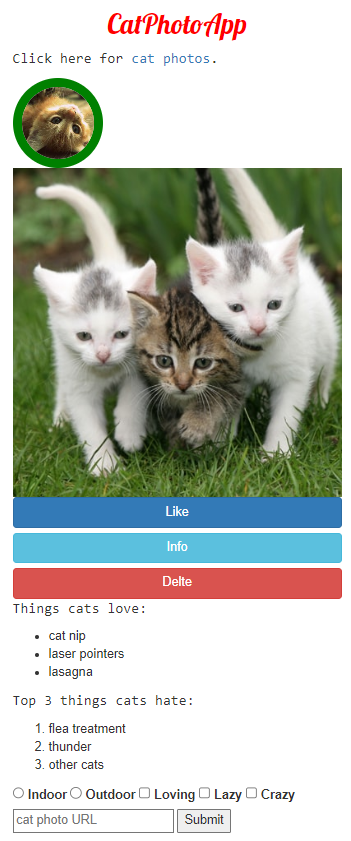 CatPhotoApp
Click here for cat photos.
Like
Info
Delte
Things cats love:
cat nip
laser pointers
lasagna
Top 3 things cats hate:
1. flea treatment
2. thunder
3. other cats
Indoor Outdoor Loving Lazy Crazy
cat photo URL Submit